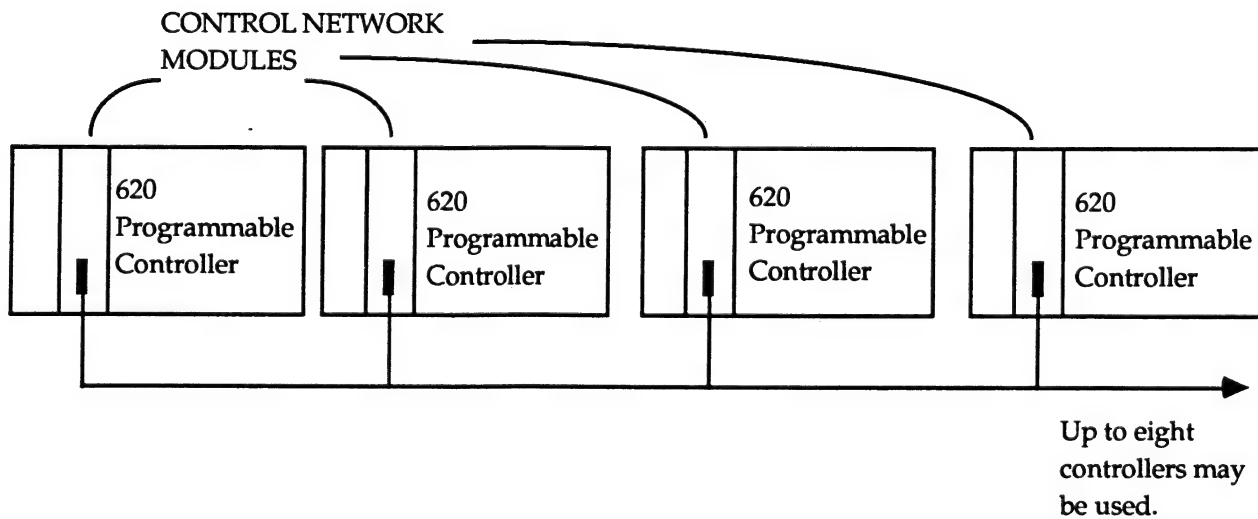 CONTROL NETWORK
MODULES
620
Programmable
Controller
620
Programmable
Controller
620
Programmable
Controller
620
Programmable
Controller
Up to eight
controllers may
be used.